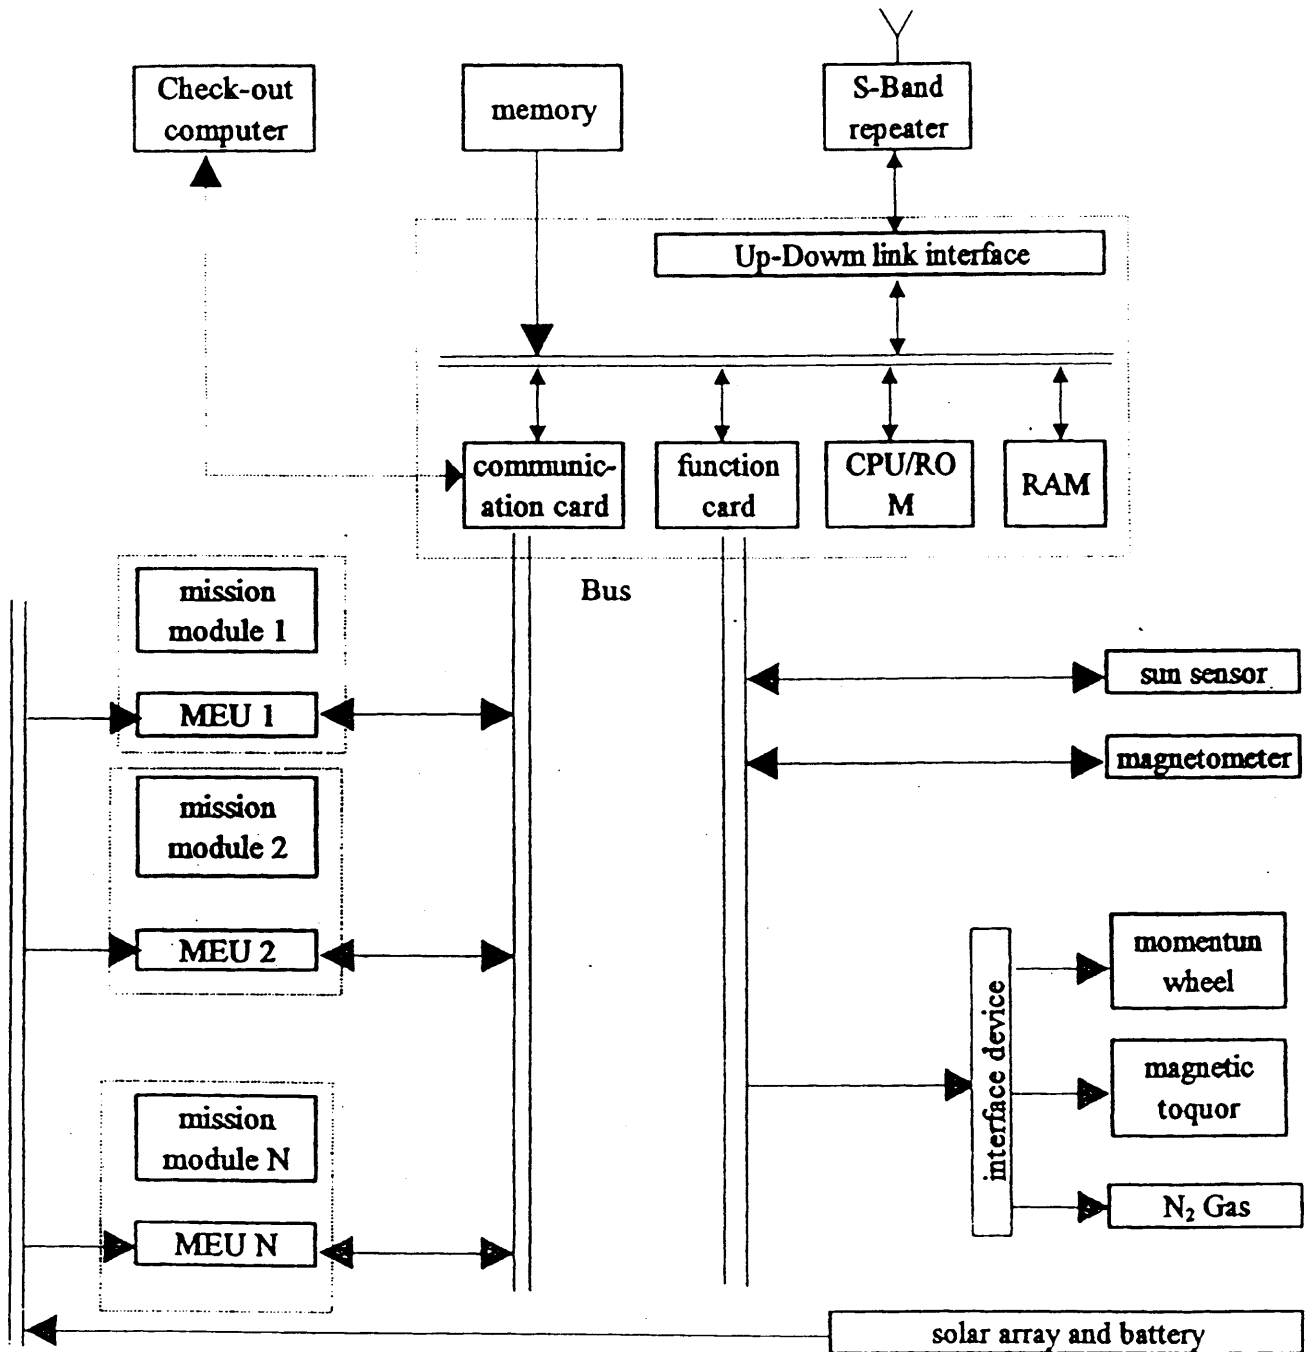 Check-out
computer
memory
S-Band
repeater
Up-Dowm link interface
communic-
ation card
function
card
CPU/RO
M
RAM
Bus
mission
module 1
MEU 1
mission
module 2
MEU 2
mission
module N
MEU N
sun sensor
magnetometer
interface device
momentun
wheel
magnetic
toquor
N₂ Gas
solar array and battery